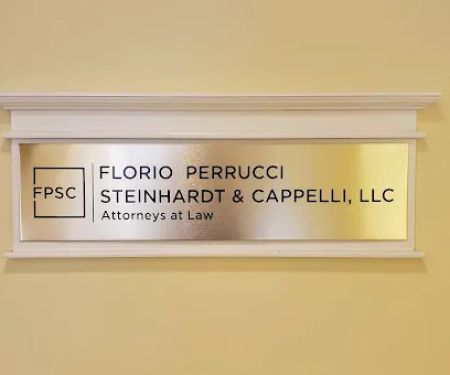 FPSC
FLORIO PERRUCCI
STEINHARDT & CAPPELLI, LLC
Attorneys at Law